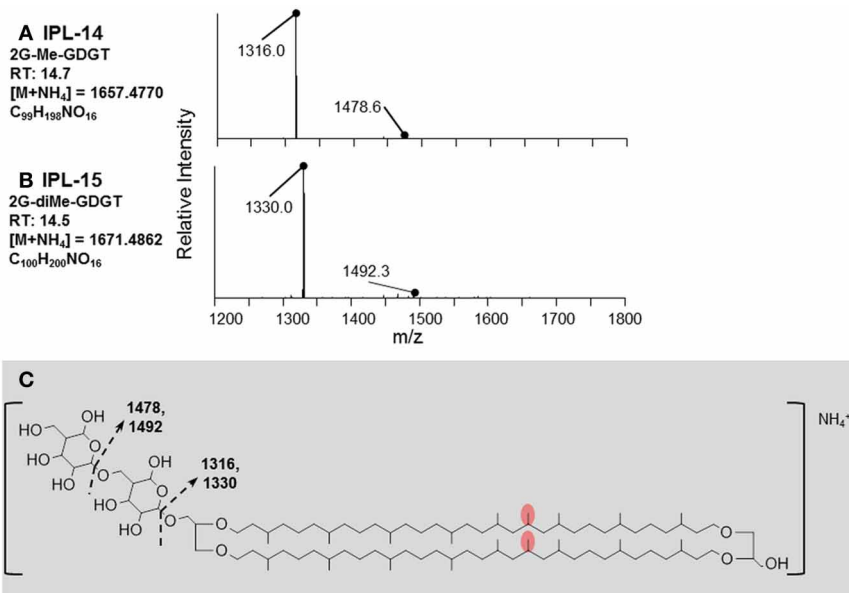 A IPL-14
2G-Me-GDGT
RT: 14.7
[M+NH₄] = 1657.4770
C₉₉H₁₉₈NO₁₆
1316.0
1478.6
B IPL-15
2G-diMe-GDGT
RT: 14.5
[M+NH₄] = 1671.4862
C₁₀₀H₂₀₀NO₁₆
1330.0
1492.3
Relative Intensity
1200 1300 1400 1500 1600 1700 1800
m/z
C
1478,
1492
1316,
1330
OH
HO
O
HO
HO
O
OH
O
HO
HO
O
O
O
O
O
OH
NH₄⁺